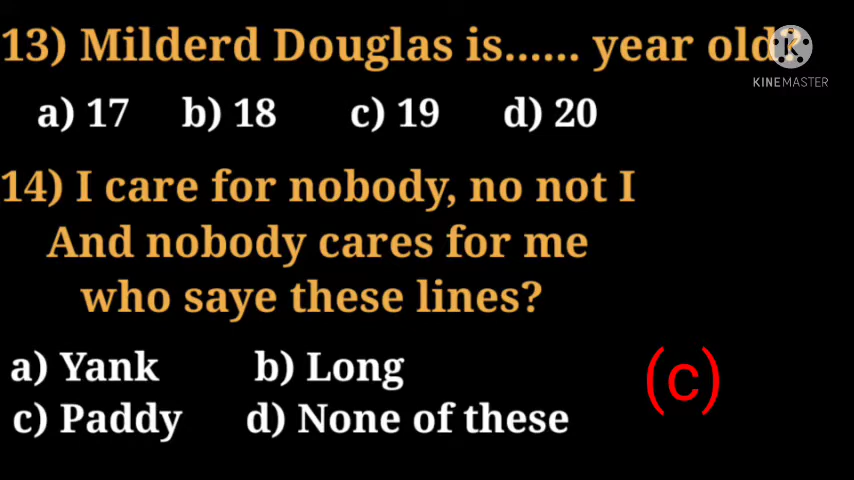 13) Milderd Douglas is...... year old?
KINEMASTER
a) 17 b) 18 c) 19 d) 20
14) I care for nobody, no not I
And nobody cares for me
who saye these lines?
a) Yank b) Long
(c)
c) Paddy d) None of these